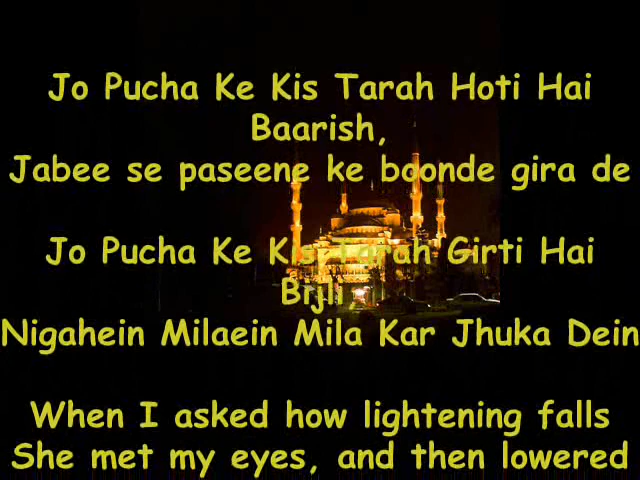 Jo Pucha Ke Kis Tarah Hoti Hai
Baarish,
Jabee se paseene ke boonde gira de
Jo Pucha Ke Kis Tarah Girti Hai
Bijli,
Nigahein Milaein Mila Kar Jhuka Dein
When I asked how lightening falls
She met my eyes, and then lowered